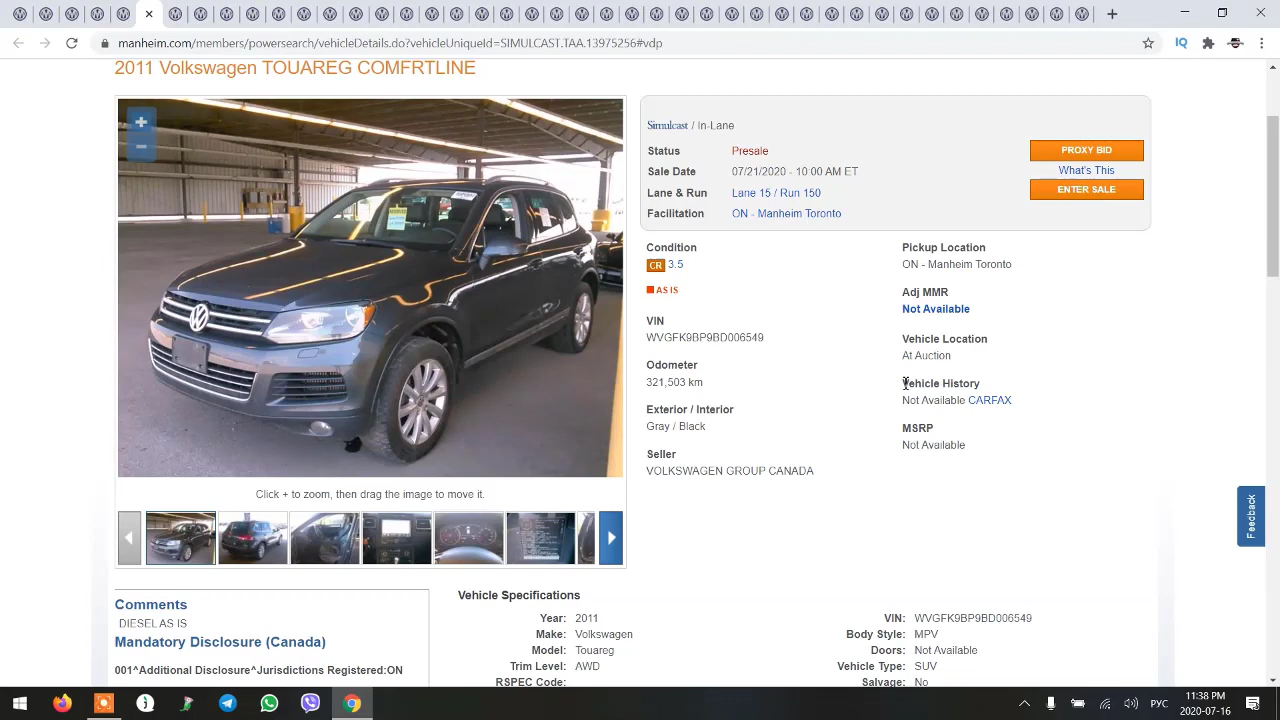 manheim.com/members/powersearch/vehicleDetails.do?vehicleUniqueId=SIMULCAST.TAA.13975256#vdp
IQ
2011 Volkswagen TOUAREG COMFRTLINE
Simulcast / In-Lane
Status Presale
PROXY BID
Sale Date 07/21/2020 - 10:00 AM ET
What's This
Lane & Run Lane 15 / Run 150
ENTER SALE
Facilitation ON - Manheim Toronto
Condition
CR 3.5
AS IS
VIN
WVGFK9BP9BD006549
Odometer
321,503 km
Exterior / Interior
Gray / Black
Seller
VOLKSWAGEN GROUP CANADA
Pickup Location
ON - Manheim Toronto
Adj MMR
Not Available
Vehicle Location
At Auction
Vehicle History
Not Available CARFAX
MSRP
Not Available
Click + to zoom, then drag the image to move it.
Feedback
Comments
DIESEL AS IS
Mandatory Disclosure (Canada)
001^Additional Disclosure^Jurisdictions Registered:ON
Vehicle Specifications
Year: 2011
Make: Volkswagen
Model: Touareg
Trim Level: AWD
RSPEC Code:
VIN: WVGFK9BP9BD006549
Body Style: MPV
Doors: Not Available
Vehicle Type: SUV
Salvage: No
РУС
11:38 PM
2020-07-16